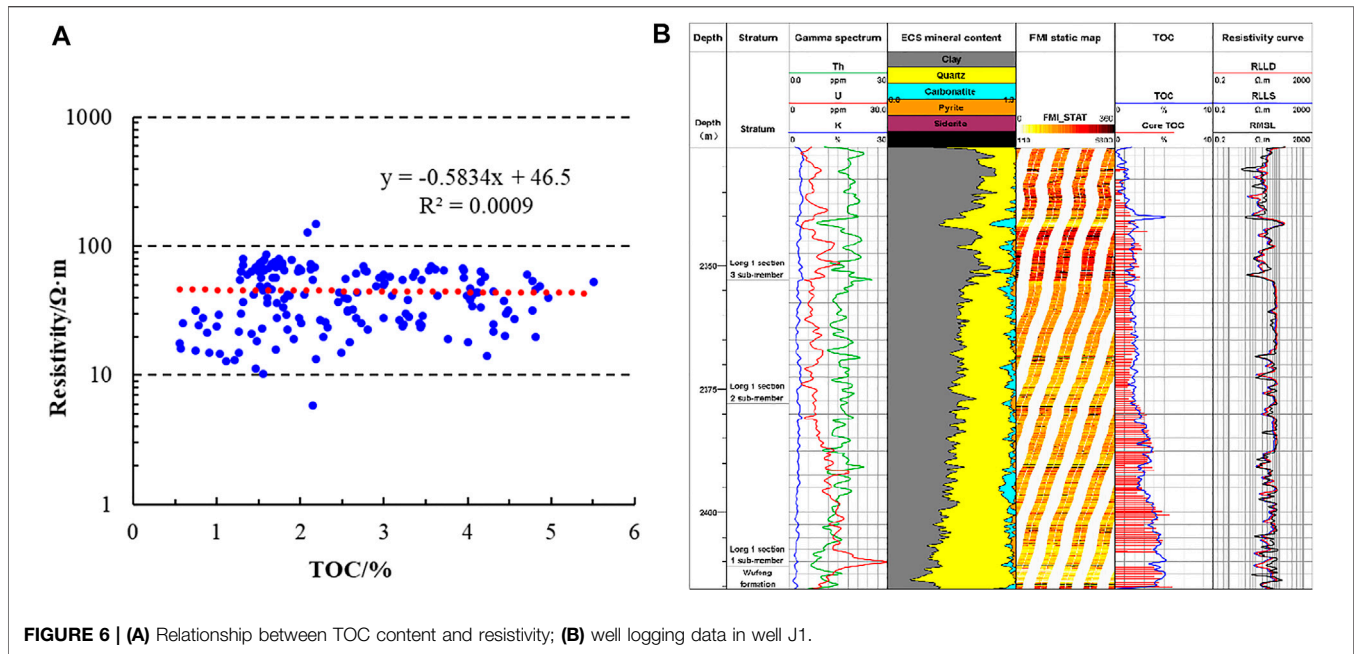 A
1000
100
10
1
0
1
2
3
4
5
6
Resistivity/Ω·m
TOC/%
y = -0.5834x + 46.5
R² = 0.0009
B
Depth Stratum Gamma spectrum ECS mineral content FMI static map TOC Resistivity curve
Depth
(m)
Stratum
Th
0.0 ppm 30
U
0 ppm 30.0
K
0 % 30
Clay
Quartz
Carbonatite
0.0 1.0
Pyrite
Siderite
0 FMI_STAT 360
TOC
0 % 10
Core TOC
0 % 10
RLLD
0.2 Ω.m 2000
RLLS
0.2 Ω.m 2000
RMSL
0.2 Ω.m 2000
Long 1 section
3 sub-member
2350
Long 1 section
2 sub-member
2375
2400
Long 1 section
1 sub-member
Wufeng
formation
FIGURE 6 | (A) Relationship between TOC content and resistivity; (B) well logging data in well J1.